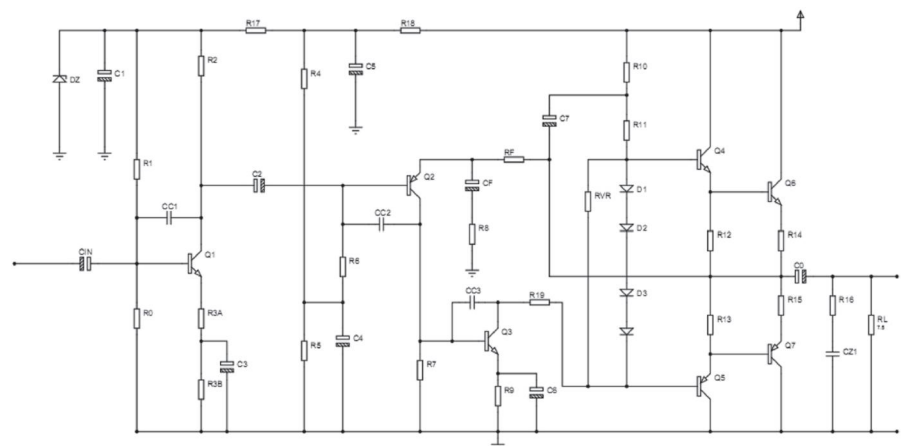 R17
R18
DZ
C1
R2
R4
C5
R10
C7
R11
Q4
R1
C2
Q2
RF
Q6
CF
RVR
D1
D2
CC1
CC2
R8
R12
R14
CIN
Q1
R6
C0
CC3
R19
D3
R0
R3A
R13
R15
R16
RL
7.8
Q3
R5
C4
Q7
CZ1
C3
R7
Q5
R3B
R9
C6